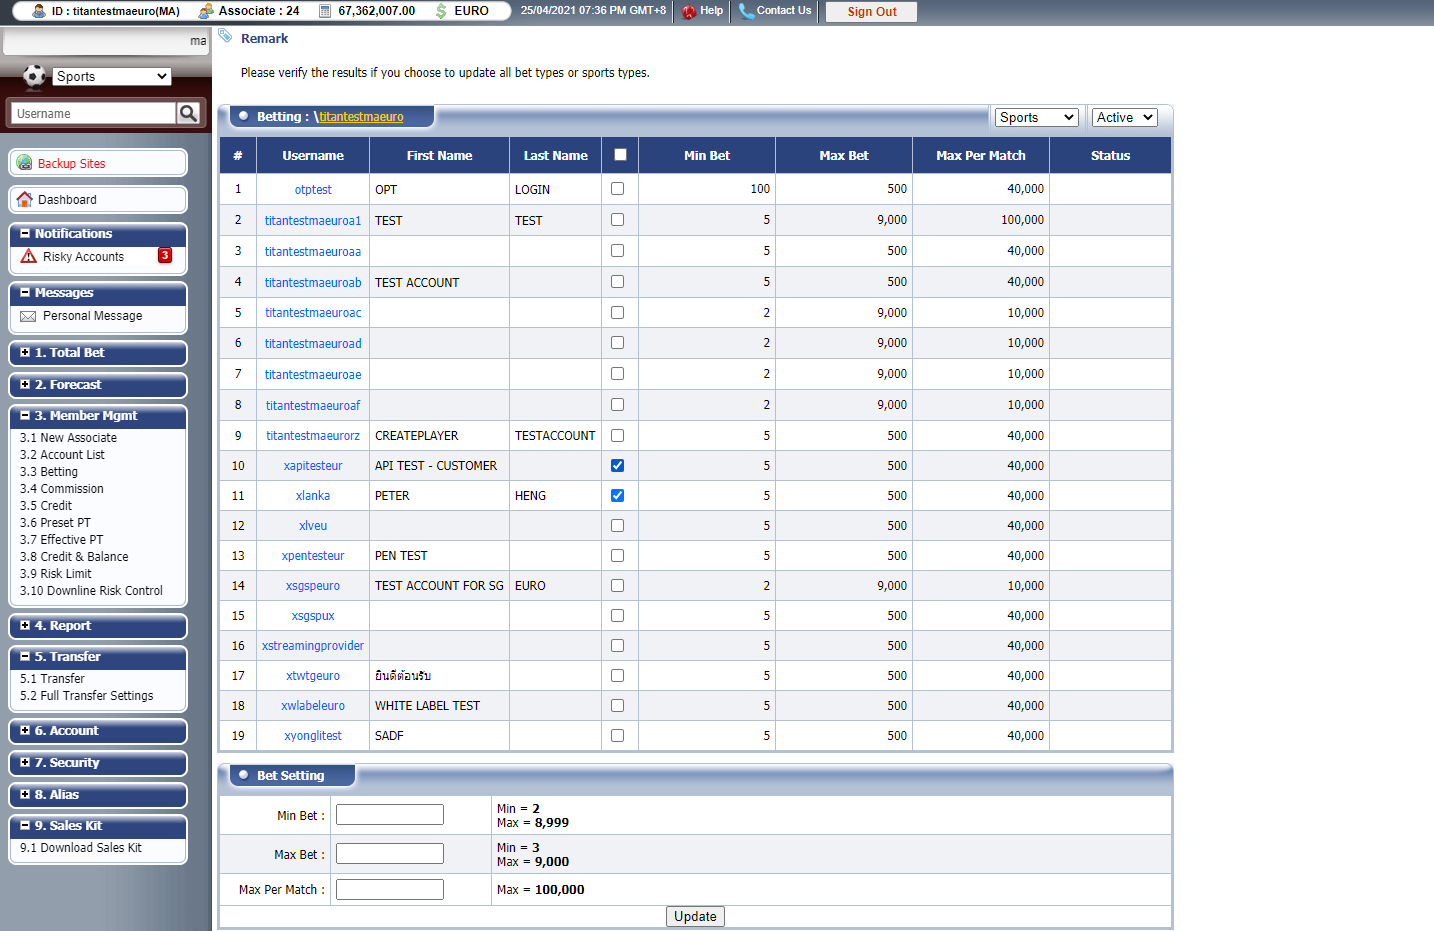 ID : titantestmaeuro(MA) Associate : 24 67,362,007.00 EURO 25/04/2021 07:36 PM GMT+8 Help Contact Us Sign Out
ma
Sports
Username
Backup Sites
Dashboard
Notifications
Risky Accounts 3
Messages
Personal Message
1. Total Bet
2. Forecast
3. Member Mgmt
3.1 New Associate
3.2 Account List
3.3 Betting
3.4 Commission
3.5 Credit
3.6 Preset PT
3.7 Effective PT
3.8 Credit & Balance
3.9 Risk Limit
3.10 Downline Risk Control
4. Report
5. Transfer
5.1 Transfer
5.2 Full Transfer Settings
6. Account
7. Security
8. Alias
9. Sales Kit
9.1 Download Sales Kit
Remark
Please verify the results if you choose to update all bet types or sports types.
Betting : \titantestmaeuro Sports Active
# Username First Name Last Name Min Bet Max Bet Max Per Match Status
1 otptest OPT LOGIN 100 500 40,000
2 titantestmaeuroa1 TEST TEST 5 9,000 100,000
3 titantestmaeuroaa 5 500 40,000
4 titantestmaeuroab TEST ACCOUNT 5 500 40,000
5 titantestmaeuroac 2 9,000 10,000
6 titantestmaeuroad 2 9,000 10,000
7 titantestmaeuroae 2 9,000 10,000
8 titantestmaeuroaf 2 9,000 10,000
9 titantestmaeurorz CREATEPLAYER TESTACCOUNT 5 500 40,000
10 xapitesteur API TEST - CUSTOMER 5 500 40,000
11 xlanka PETER HENG 5 500 40,000
12 xlveu 5 500 40,000
13 xpentesteur PEN TEST 5 500 40,000
14 xsgspeuro TEST ACCOUNT FOR SG EURO 2 9,000 10,000
15 xsgspux 5 500 40,000
16 xstreamingprovider 5 500 40,000
17 xtwtgeuro ยินดีต้อนรับ 5 500 40,000
18 xwlabeleuro WHITE LABEL TEST 5 500 40,000
19 xyonglitest SADF 5 500 40,000
Bet Setting
Min Bet : Min = 2
Max = 8,999
Max Bet : Min = 3
Max = 9,000
Max Per Match : Max = 100,000
Update